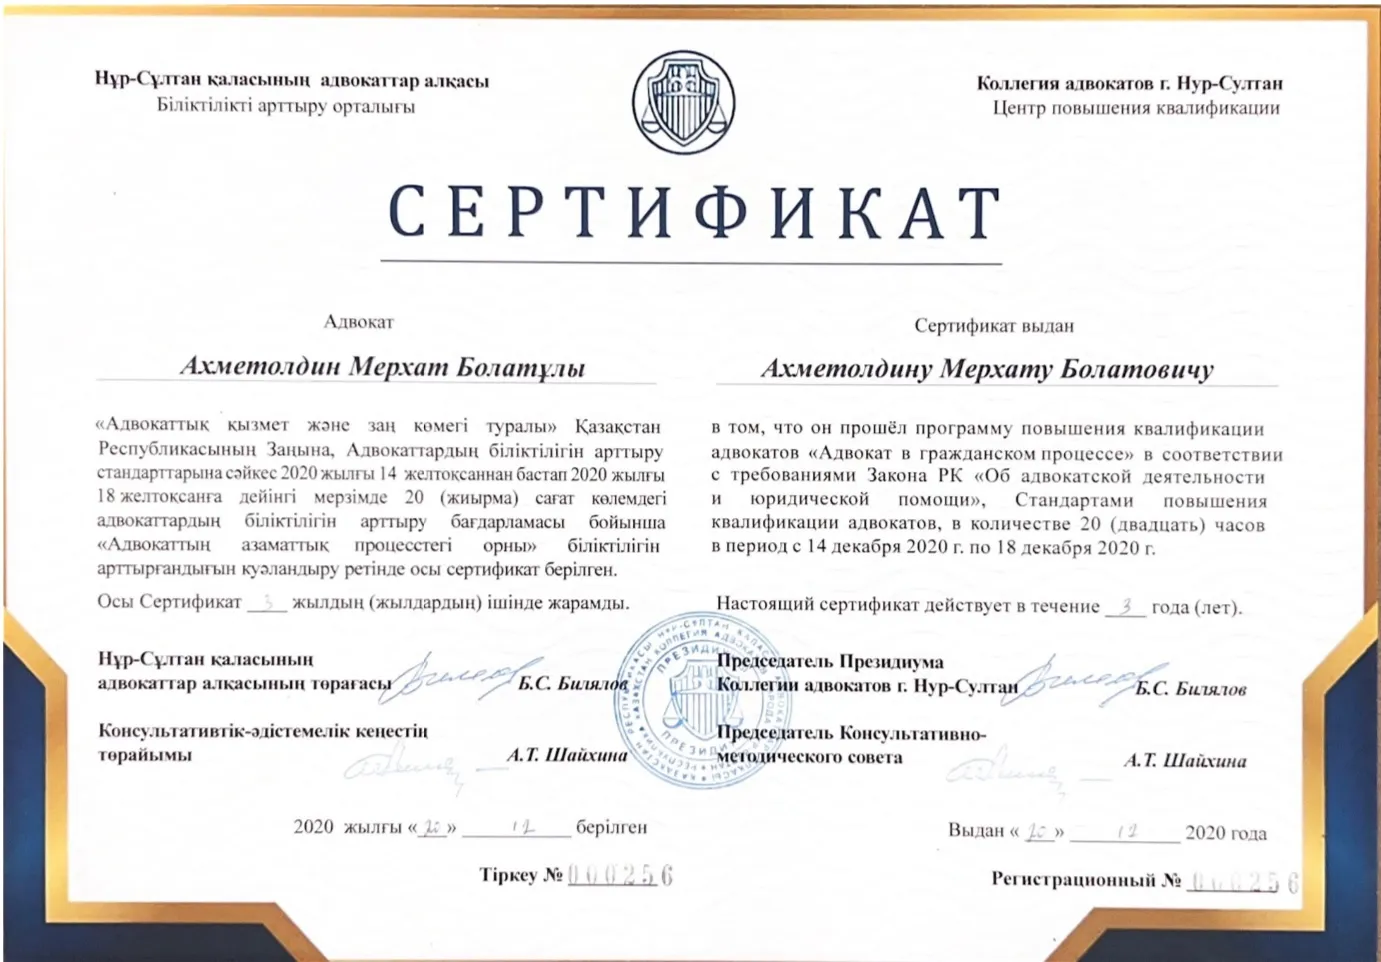 Нұр-Сұлтан қаласының адвокаттар алқасы
Біліктілікті арттыру орталығы
Коллегия адвокатов г. Нур-Султан
Центр повышения квалификации
СЕРТИФИКАТ
Адвокат
Ахметолдин Мерхат Болатұлы
«Адвокаттық қызмет және заң көмегі туралы» Қазақстан
Республикасының Заңына, Адвокаттардың біліктілігін арттыру
стандарттарына сәйкес 2020 жылғы 14 желтоқсаннан бастап 2020 жылғы
18 желтоқсанға дейінгі мерзімде 20 (жиырма) сағат көлемдегі
адвокаттардың біліктілігін арттыру бағдарламасы бойынша
«Адвокаттың азаматтық процесстегі орны» біліктілігін
арттырғандығын куәландыру ретінде осы сертификат берілген.
Осы Сертификат 3 жылдың (жылдардың) ішінде жарамды.
Нұр-Сұлтан қаласының
адвокаттар алқасының төрағасы Б.С. Билялов
Консультативтік-әдістемелік кеңестің
төрайымы А.Т. Шайхина
2020 жылғы «20» 12 берілген
Тіркеу № 000256
Сертификат выдан
Ахметолдину Мерхату Болатовичу
в том, что он прошёл программу повышения квалификации
адвокатов «Адвокат в гражданском процессе» в соответствии
с требованиями Закона РК «Об адвокатской деятельности
и юридической помощи», Стандартами повышения
квалификации адвокатов, в количестве 20 (двадцать) часов
в период с 14 декабря 2020 г. по 18 декабря 2020 г.
Настоящий сертификат действует в течение 3 года (лет).
Председатель Президиума
Коллегии адвокатов г. Нур-Султан Б.С. Билялов
Председатель Консультативно-
методического совета А.Т. Шайхина
Выдан «20» 12 2020 года
Регистрационный № 000256
ПРЕЗИДИУМ